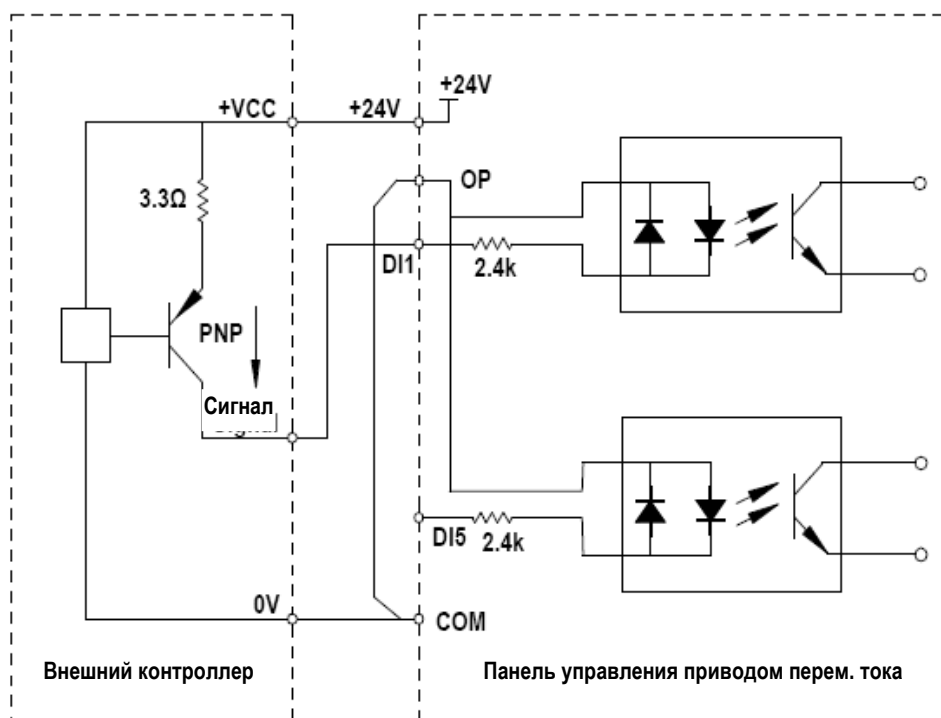 +24V
+VCC
+24V
OP
3.3Ω
DI1
2.4k
PNP
Сигнал
DI5
2.4k
0V
COM
Внешний контроллер
Панель управления приводом перем. тока